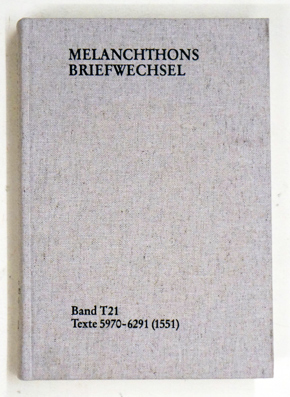 MELANCHTHONS
BRIEFWECHSEL
Band T21
Texte 5970-6291 (1551)